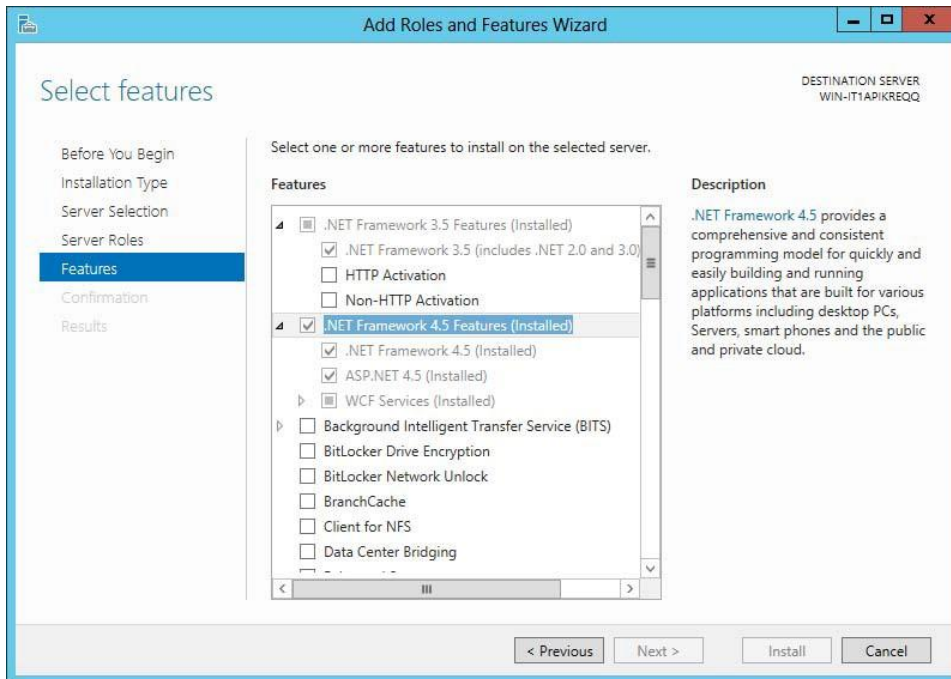 Add Roles and Features Wizard
Select features
DESTINATION SERVER
WIN-IT1APIKREQQ
Before You Begin
Installation Type
Server Selection
Server Roles
Features
Confirmation
Results
Select one or more features to install on the selected server.
Features
.NET Framework 3.5 Features (Installed)
.NET Framework 3.5 (includes .NET 2.0 and 3.0)
HTTP Activation
Non-HTTP Activation
.NET Framework 4.5 Features (Installed)
.NET Framework 4.5 (Installed)
ASP.NET 4.5 (Installed)
WCF Services (Installed)
Background Intelligent Transfer Service (BITS)
BitLocker Drive Encryption
BitLocker Network Unlock
BranchCache
Client for NFS
Data Center Bridging
Description
.NET Framework 4.5 provides a
comprehensive and consistent
programming model for quickly and
easily building and running
applications that are built for various
platforms including desktop PCs,
Servers, smart phones and the public
and private cloud.
< Previous
Next >
Install
Cancel